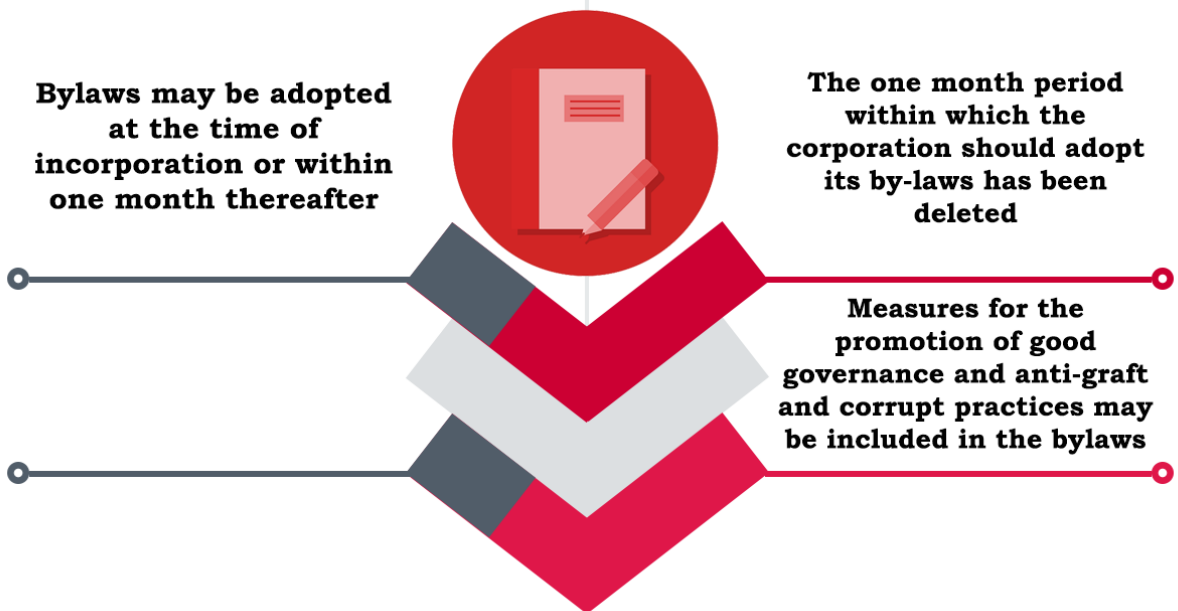 Bylaws may be adopted
at the time of
incorporation or within
one month thereafter
The one month period
within which the
corporation should adopt
its by-laws has been
deleted
Measures for the
promotion of good
governance and anti-graft
and corrupt practices may
be included in the bylaws